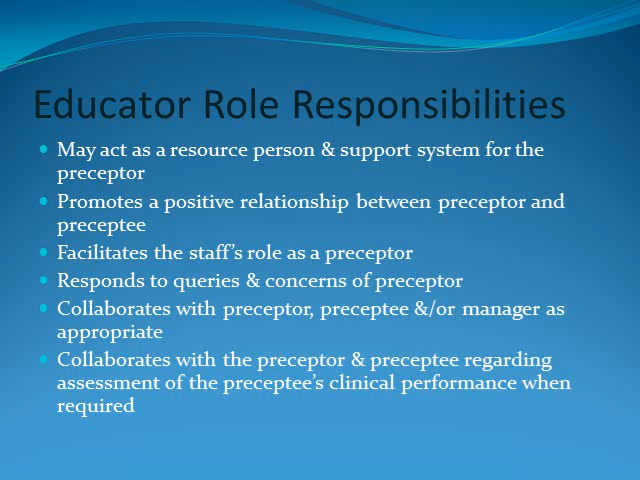 Educator Role Responsibilities
• May act as a resource person & support system for the
preceptor
• Promotes a positive relationship between preceptor and
preceptee
• Facilitates the staff's role as a preceptor
• Responds to queries & concerns of preceptor
• Collaborates with preceptor, preceptee &/or manager as
appropriate
• Collaborates with the preceptor & preceptee regarding
assessment of the preceptee's clinical performance when
required